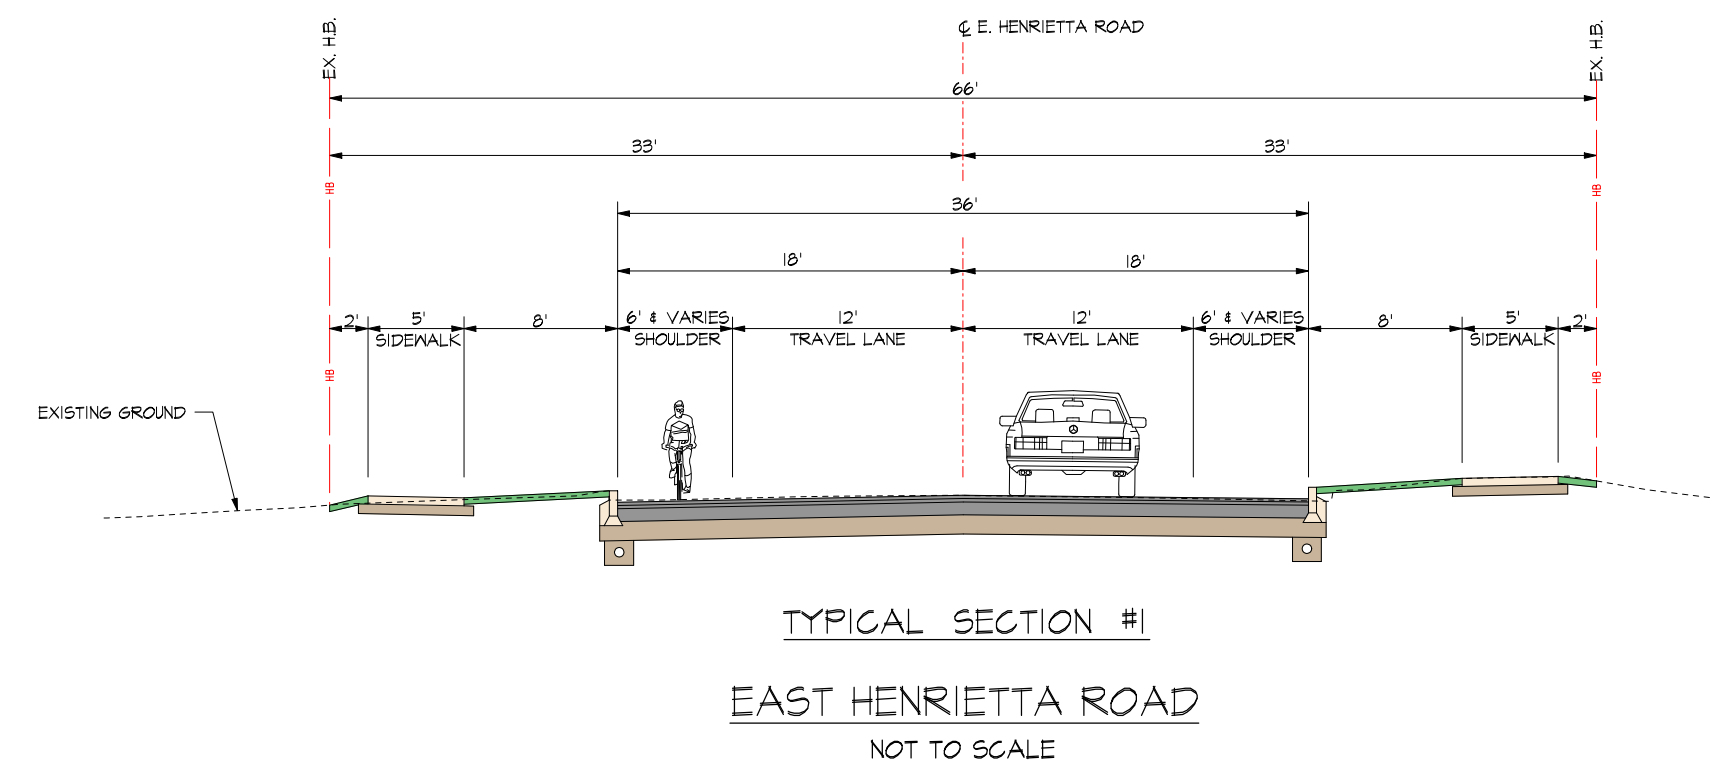 ℄ E. HENRIETTA ROAD
EX. H.B.
EX. H.B.
66'
33' 33'
HB HB
36'
18' 18'
2' 5' 8' 6' & VARIES 12' 12' 6' & VARIES 8' 5' 2'
SIDEWALK SHOULDER TRAVEL LANE TRAVEL LANE SHOULDER SIDEWALK
HB HB
EXISTING GROUND
TYPICAL SECTION #1
EAST HENRIETTA ROAD
NOT TO SCALE